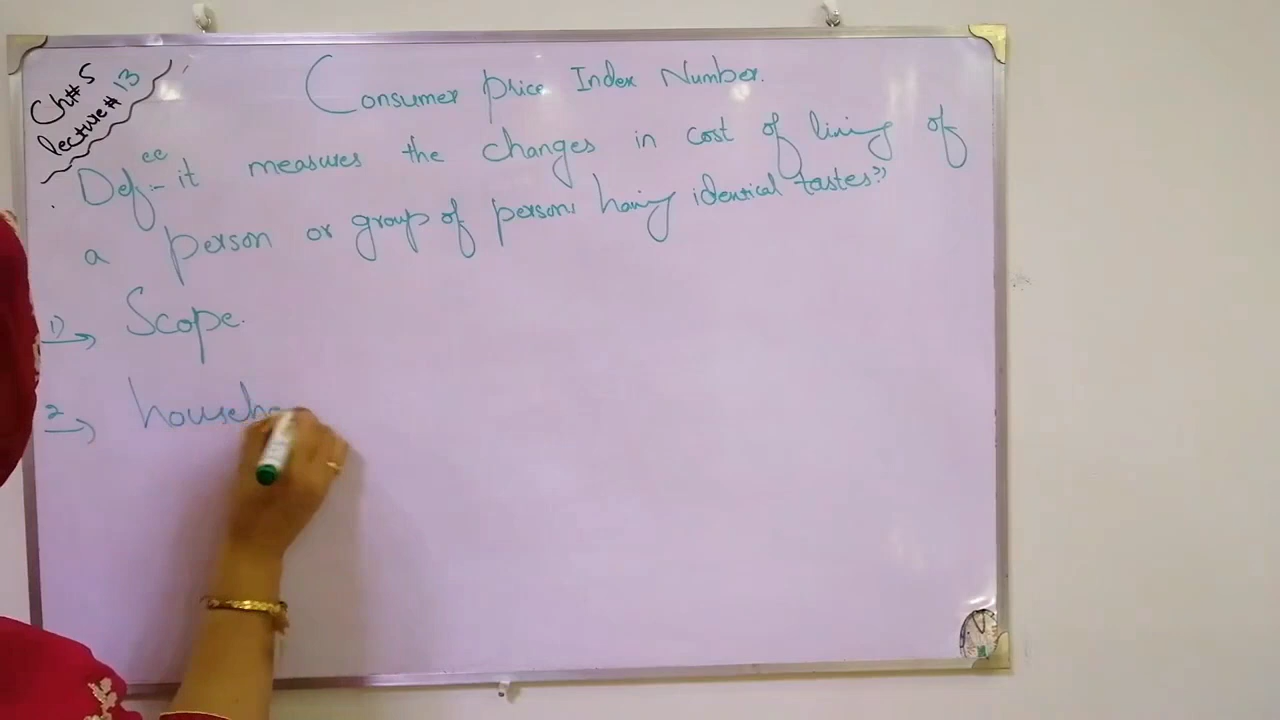 Ch# 5
lecture# 13
Consumer price Index Number.
Def:- "it measures the changes in cost of living of
a person or group of persons having identical tastes"
1) → Scope.
2 → househo